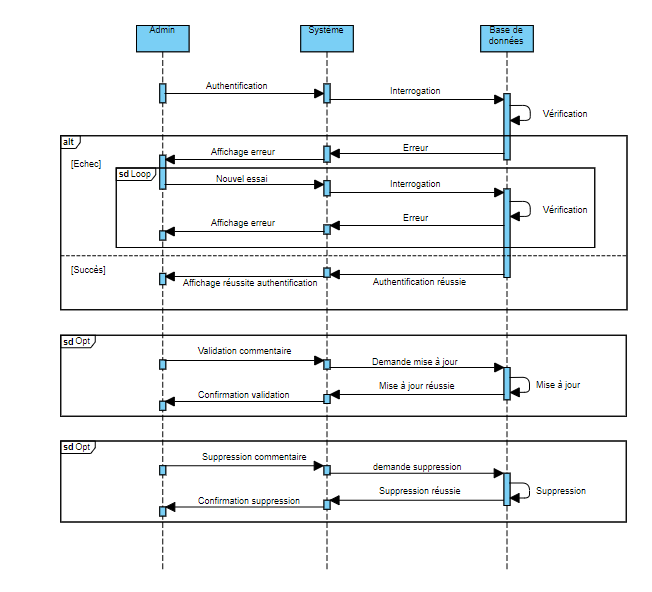 Admin
Système
Base de
données
Authentification
Interrogation
Vérification
alt
Affichage erreur
Erreur
[Echec]
sd Loop
Nouvel essai
Interrogation
Vérification
Affichage erreur
Erreur
[Succès]
Affichage réussite authentification
Authentification réussie
sd Opt
Validation commentaire
Demande mise à jour
Mise à jour
Mise à jour réussie
Confirmation validation
sd Opt
Suppression commentaire
demande suppression
Suppression
Suppression réussie
Confirmation suppression